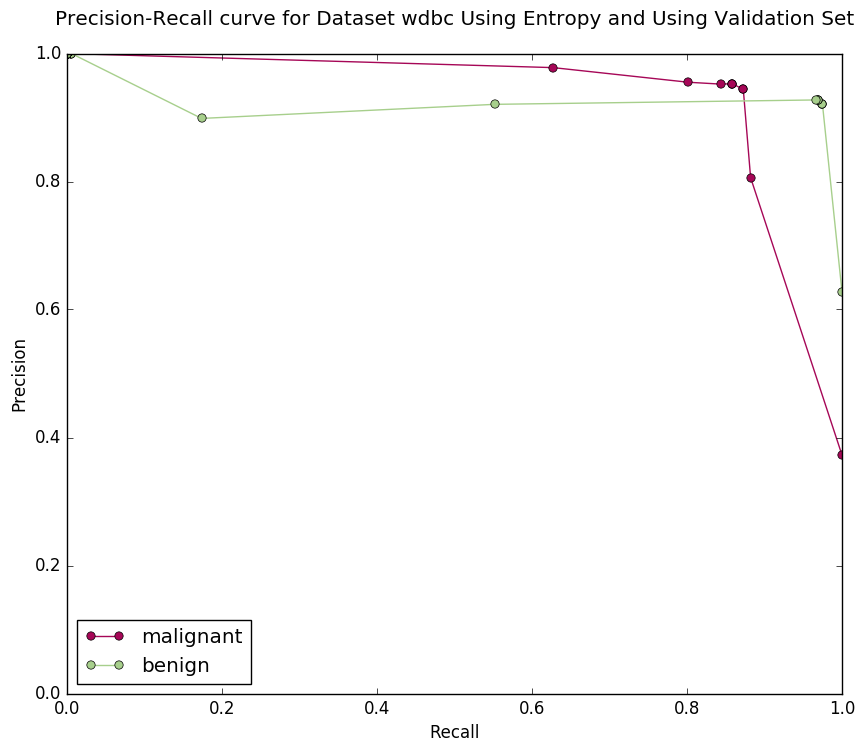 Precision-Recall curve for Dataset wdbc Using Entropy and Using Validation Set
1.0
0.8
0.6
0.4
0.2
0.0
Precision
malignant
benign
0.0 0.2 0.4 0.6 0.8 1.0
Recall